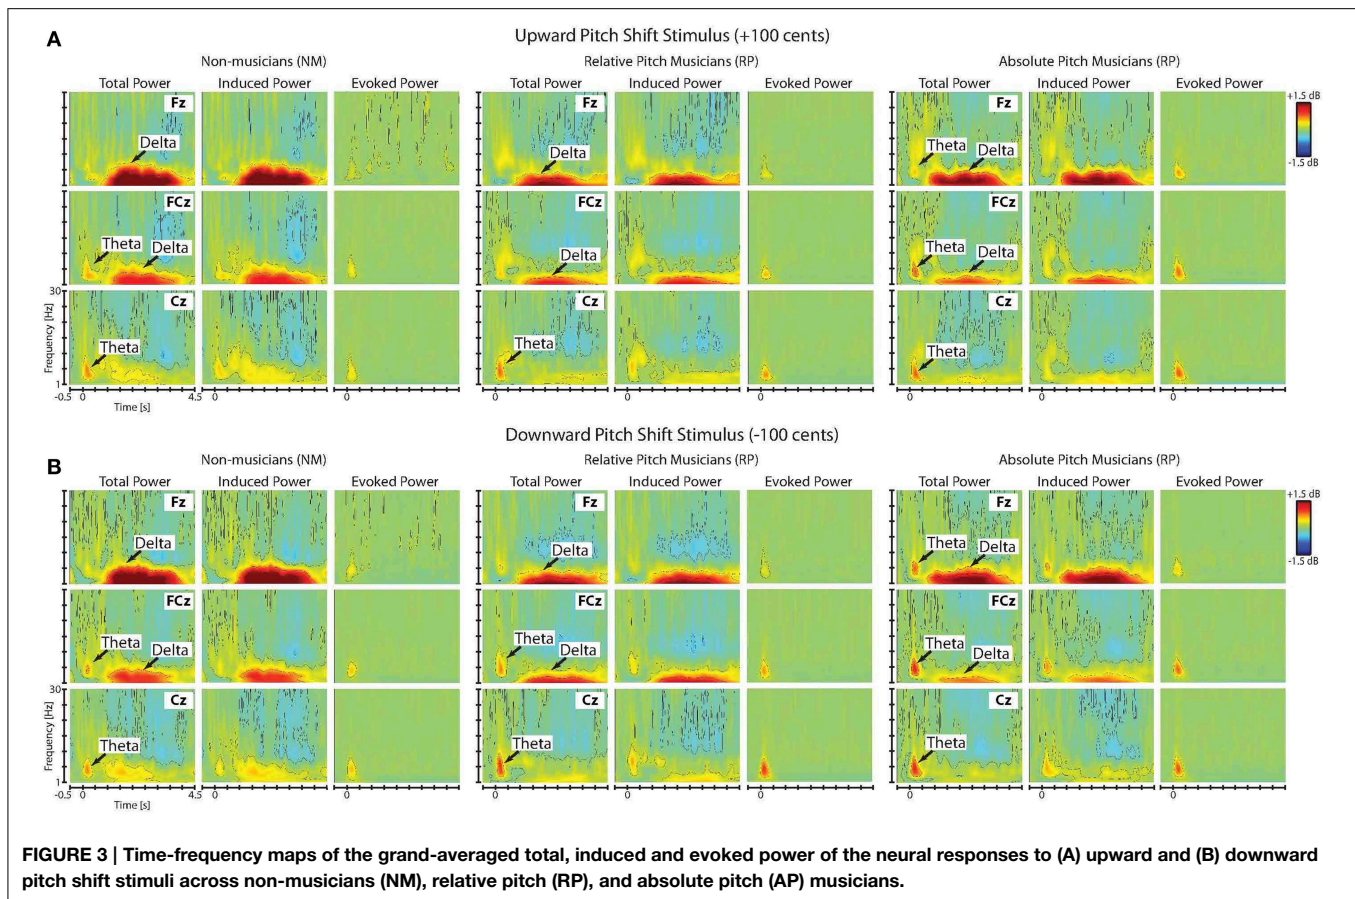 A
Upward Pitch Shift Stimulus (+100 cents)
Non-musicians (NM)
Relative Pitch Musicians (RP)
Absolute Pitch Musicians (RP)
Total Power Induced Power Evoked Power
Total Power Induced Power Evoked Power
Total Power Induced Power Evoked Power
Fz
Delta
Fz
Delta
Fz
Theta
Delta
+1.5 dB
-1.5 dB
FCz
Theta
Delta
FCz
Delta
FCz
Theta
Delta
Cz
Theta
Cz
Theta
Cz
Theta
30
Frequency [Hz]
1
-0.5 0 4.5 0 0
Time [s]
0 0 0
0 0 0
Downward Pitch Shift Stimulus (-100 cents)
B
Non-musicians (NM)
Relative Pitch Musicians (RP)
Absolute Pitch Musicians (RP)
Total Power Induced Power Evoked Power
Total Power Induced Power Evoked Power
Total Power Induced Power Evoked Power
Fz
Delta
Fz
Delta
Fz
Theta
Delta
+1.5 dB
-1.5 dB
FCz
Theta
Delta
FCz
Theta
Delta
FCz
Theta
Delta
Cz
Theta
Cz
Theta
Cz
Theta
30
Frequency [Hz]
1
-0.5 0 4.5 0 0
Time [s]
0 0 0
0 0 0
FIGURE 3 | Time-frequency maps of the grand-averaged total, induced and evoked power of the neural responses to (A) upward and (B) downward
pitch shift stimuli across non-musicians (NM), relative pitch (RP), and absolute pitch (AP) musicians.